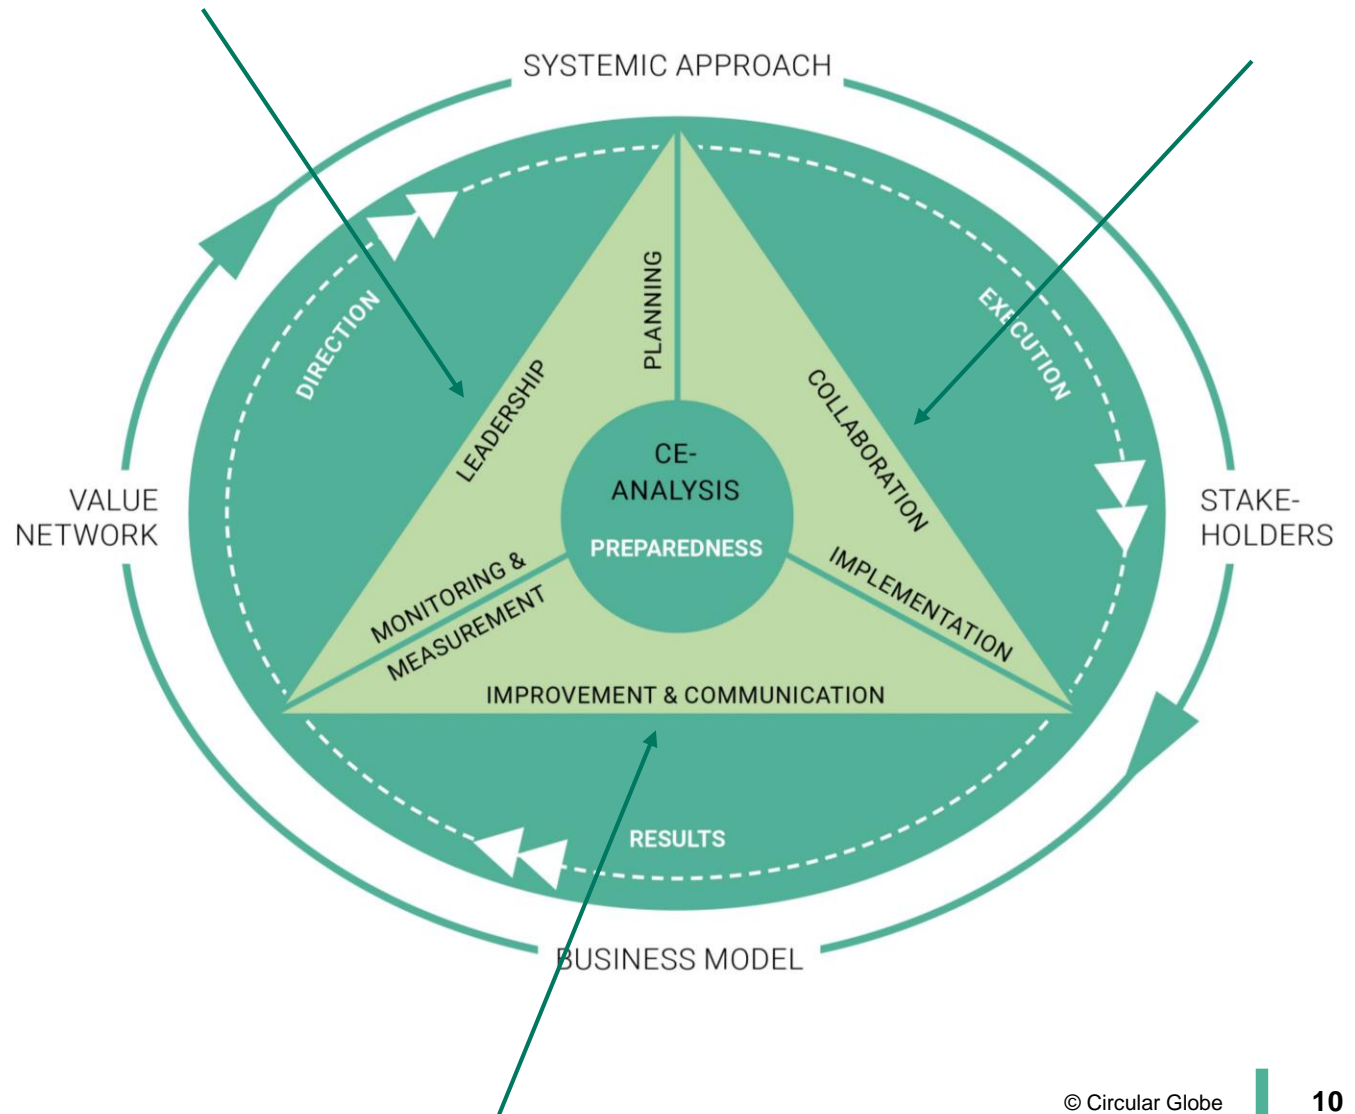 SYSTEMIC APPROACH
DIRECTION
EXECUTION
PLANNING
LEADERSHIP
COLLABORATION
CE-
ANALYSIS
PREPAREDNESS
VALUE
NETWORK
STAKE-
HOLDERS
MONITORING &
MEASUREMENT
IMPLEMENTATION
IMPROVEMENT & COMMUNICATION
RESULTS
BUSINESS MODEL
© Circular Globe
10